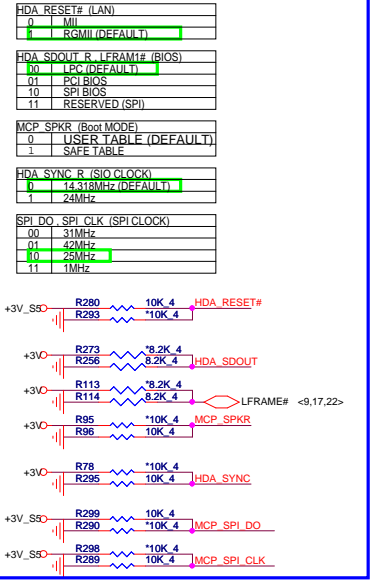 HDA_RESET# (LAN)
0 MII
1 RGMII (DEFAULT)
HDA_SDOUT_R , LFRAM1# (BIOS)
00 LPC (DEFAULT)
01 PCI BIOS
10 SPI BIOS
11 RESERVED (SPI)
MCP_SPKR (Boot MODE)
0 USER TABLE (DEFAULT)
1 SAFE TABLE
HDA_SYNC_R (SIO CLOCK)
0 14.318MHz (DEFAULT)
1 24MHz
SPI_DO , SPI_CLK (SPI CLOCK)
00 31MHz
01 42MHz
10 25MHz
11 1MHz
+3V_S5 R280 10K_4 HDA_RESET#
R293 *10K_4
+3V R273 *8.2K_4
R256 8.2K_4 HDA_SDOUT
+3V R113 *8.2K_4
R114 8.2K_4 LFRAME# <9,17,22>
+3V R95 *10K_4 MCP_SPKR
R96 10K_4
+3V R78 *10K_4
R295 10K_4 HDA_SYNC
+3V_S5 R299 10K_4
R290 *10K_4 MCP_SPI_DO
+3V_S5 R298 *10K_4
R289 10K_4 MCP_SPI_CLK